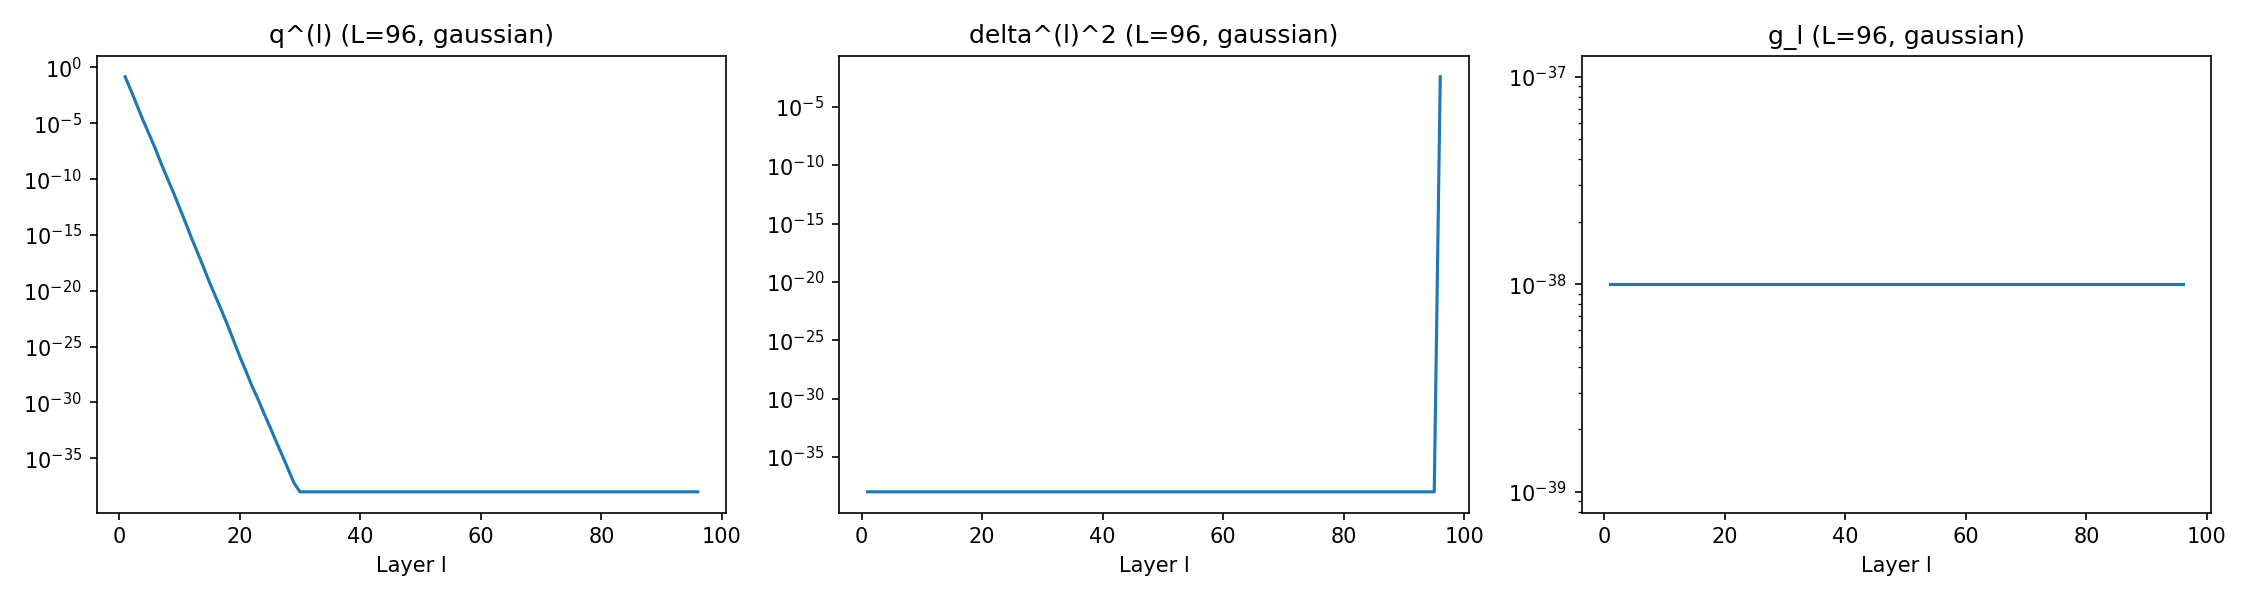 q^(l) (L=96, gaussian)
10⁰
10⁻⁵
10⁻¹⁰
10⁻¹⁵
10⁻²⁰
10⁻²⁵
10⁻³⁰
10⁻³⁵
0 20 40 60 80 100
Layer l
delta^(l)^2 (L=96, gaussian)
10⁻⁵
10⁻¹⁰
10⁻¹⁵
10⁻²⁰
10⁻²⁵
10⁻³⁰
10⁻³⁵
0 20 40 60 80 100
Layer l
g_l (L=96, gaussian)
10⁻³⁷
10⁻³⁸
10⁻³⁹
0 20 40 60 80 100
Layer l